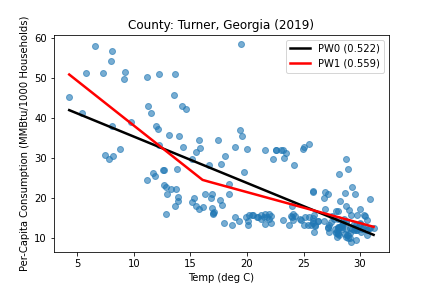 County: Turner, Georgia (2019)
PW0 (0.522)
PW1 (0.559)
Per-Capita Consumption (MMBtu/1000 Households)
60
50
40
30
20
10
5 10 15 20 25 30
Temp (deg C)